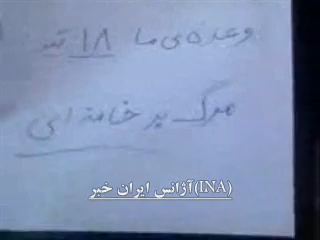 وعده ی ما ۱۸ تیر
مرگ بر خامنه ای
(INA)آژانس ایران خبر